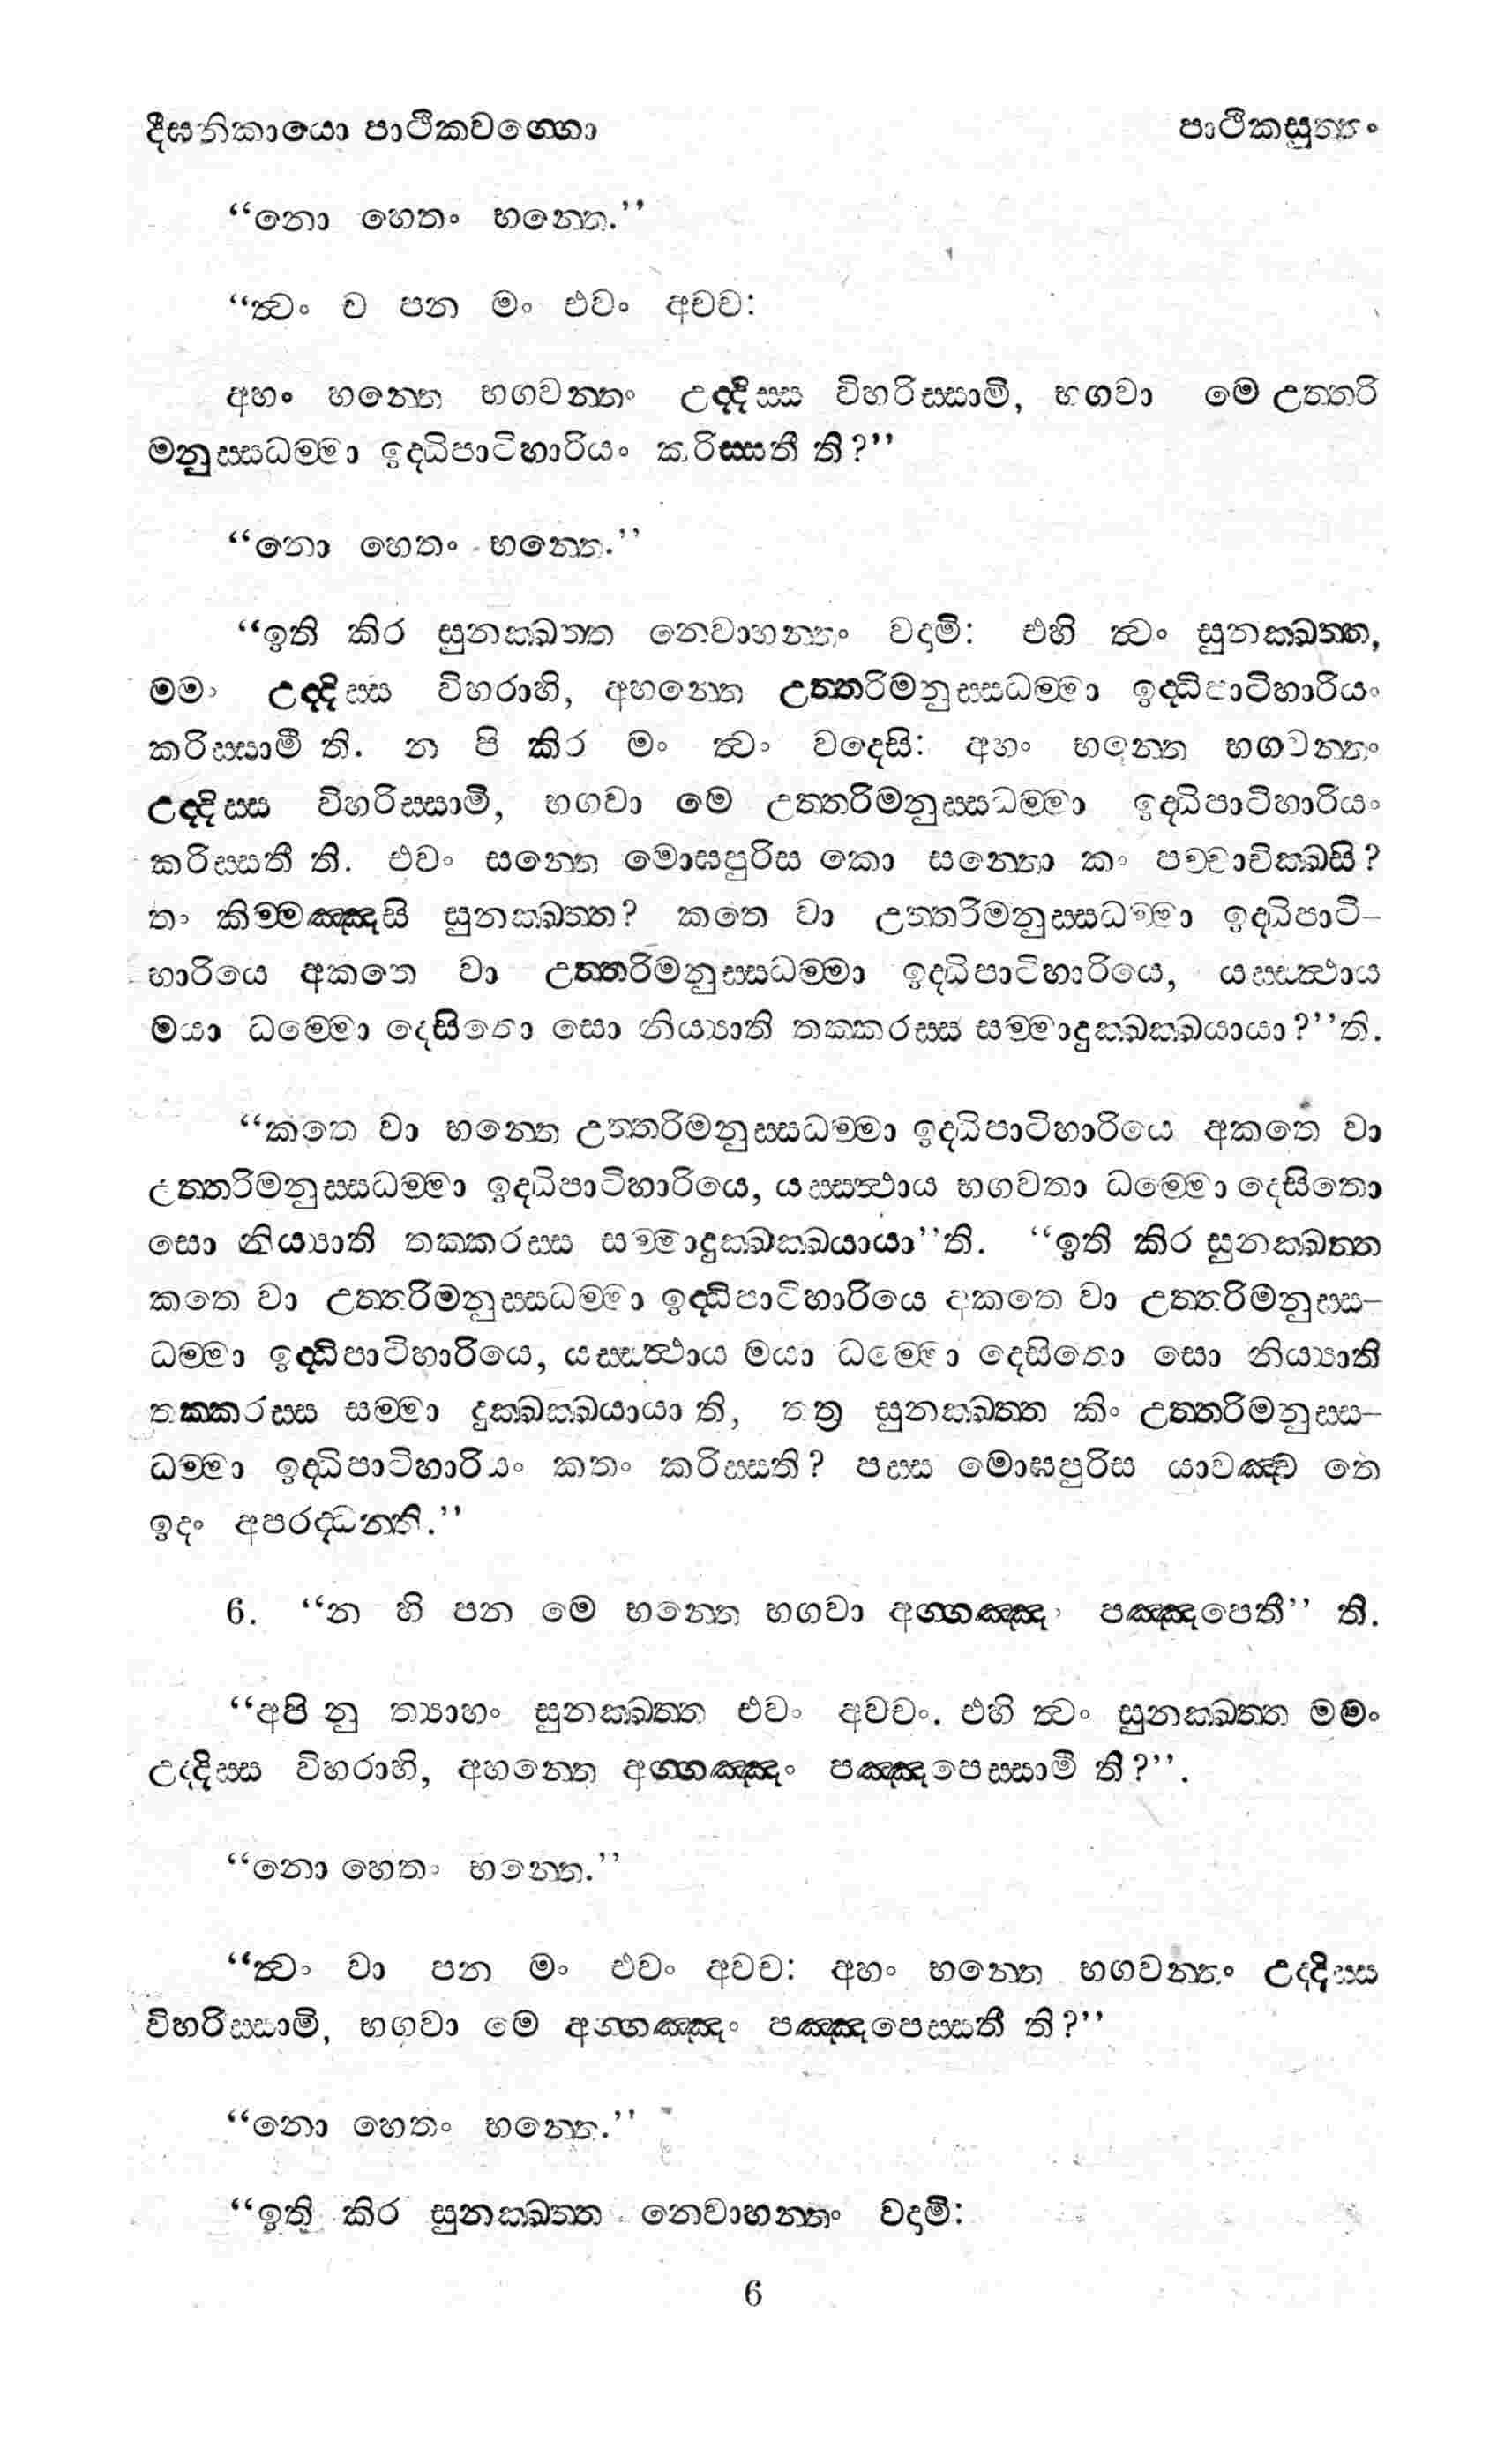 දීඝනිකායො පාථිකවග්ගො පාථිකසුත්තං
“නො හෙතං භන්තෙ.”
“ත්වං ච පන මං එවං අවච:
අහං භන්තෙ භගවන්තං උද්දිස්ස විහරිස්සාමි, භගවා මෙ උත්තරි
මනුස්සධම්මා ඉද්ධිපාටිහාරියං කරිස්සතී ති?”
“නො හෙතං භන්තෙ.”
“ඉති කිර සුනක්ඛත්ත නෙවාහන්තං වදාමි: එහි ත්වං සුනක්ඛත්ත,
මමං උද්දිස්ස විහරාහි, අහන්තෙ උත්තරිමනුස්සධම්මා ඉද්ධිපාටිහාරියං
කරිස්සාමී ති. න පි කිර මං ත්වං වදෙසි: අහං භන්තෙ භගවන්තං
උද්දිස්ස විහරිස්සාමි, භගවා මෙ උත්තරිමනුස්සධම්මා ඉද්ධිපාටිහාරියං
කරිස්සතී ති. එවං සන්තෙ මොඝපුරිස කො සන්තො කං පච්චාචික්ඛසි?
තං කිම්මඤ්ඤසි සුනක්ඛත්ත? කතෙ වා උත්තරිමනුස්සධම්මා ඉද්ධිපාටි–
හාරියෙ අකතෙ වා උත්තරිමනුස්සධම්මා ඉද්ධිපාටිහාරියෙ, යස්සත්ථාය
මයා ධම්මො දෙසිතො සො නිය්‍යාති තක්කරස්ස සම්මාදුක්ඛක්ඛයායා?”ති.
“කතෙ වා භන්තෙ උත්තරිමනුස්සධම්මා ඉද්ධිපාටිහාරියෙ අකතෙ වා
උත්තරිමනුස්සධම්මා ඉද්ධිපාටිහාරියෙ, යස්සත්ථාය භගවතා ධම්මො දෙසිතො
සො නිය්‍යාති තක්කරස්ස සම්මාදුක්ඛක්ඛයායා”ති. “ඉති කිර සුනක්ඛත්ත
කතෙ වා උත්තරිමනුස්සධම්මා ඉද්ධිපාටිහාරියෙ අකතෙ වා උත්තරිමනුස්ස–
ධම්මා ඉද්ධිපාටිහාරියෙ, යස්සත්ථාය මයා ධම්මො දෙසිතො සො නිය්‍යාති
තක්කරස්ස සම්මා දුක්ඛක්ඛයායා ති, තත්‍ර සුනක්ඛත්ත කිං උත්තරිමනුස්ස–
ධම්මා ඉද්ධිපාටිහාරියං කතං කරිස්සති? පස්ස මොඝපුරිස යාවඤ්ච තෙ
ඉදං අපරද්ධන්ති.”
6. “න හි පන මෙ භන්තෙ භගවා අග්ගඤ්ඤං පඤ්ඤපෙතී” ති.
“අපි නු ත්‍යාහං සුනක්ඛත්ත එවං අවචං. එහි ත්වං සුනක්ඛත්ත මමං
උද්දිස්ස විහරාහි, අහන්තෙ අග්ගඤ්ඤං පඤ්ඤපෙස්සාමී ති?”.
“නො හෙතං භන්තෙ.”
“ත්වං වා පන මං එවං අවච: අහං භන්තෙ භගවන්තං උද්දිස්ස
විහරිස්සාමි, භගවා මෙ අග්ගඤ්ඤං පඤ්ඤපෙස්සතී ති?”
“නො හෙතං භන්තෙ.”
“ඉති කිර සුනක්ඛත්ත නෙවාහන්තං වදාමි:
6